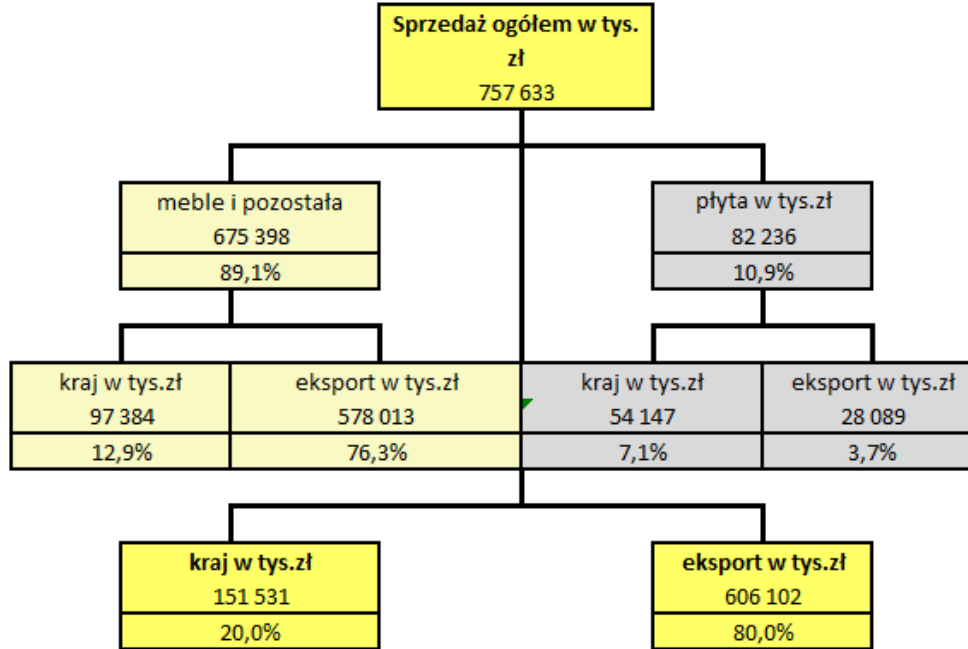 Sprzedaż ogółem w tys.
zł
757 633
meble i pozostała
675 398
89,1%
płyta w tys.zł
82 236
10,9%
kraj w tys.zł
97 384
12,9%
eksport w tys.zł
578 013
76,3%
kraj w tys.zł
54 147
7,1%
eksport w tys.zł
28 089
3,7%
kraj w tys.zł
151 531
20,0%
eksport w tys.zł
606 102
80,0%